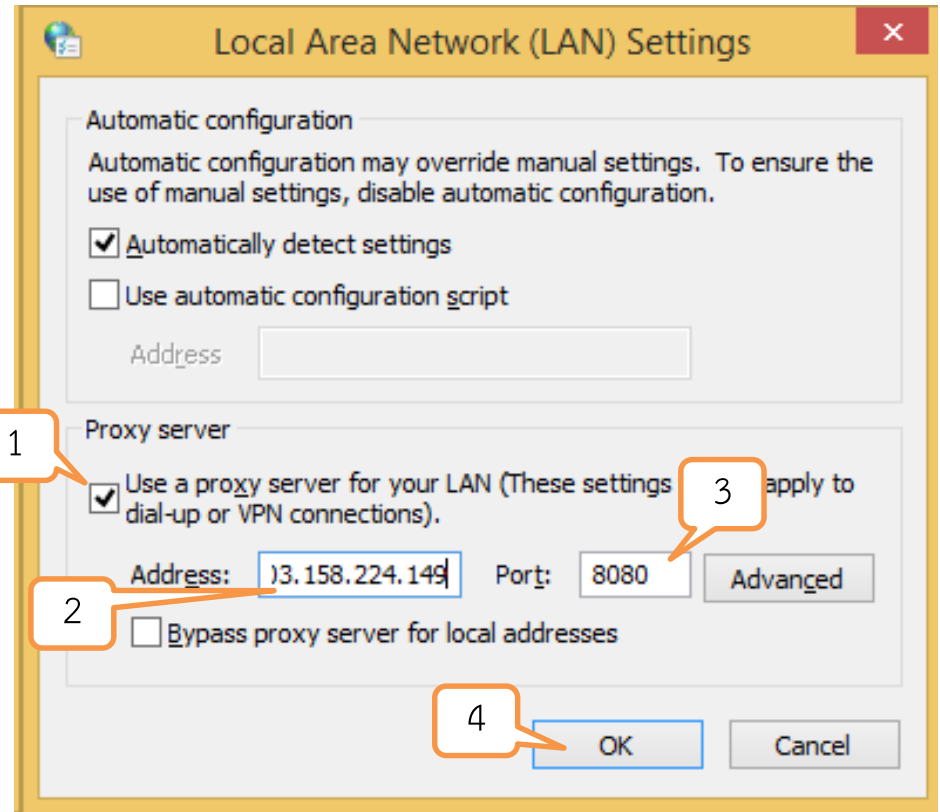 Local Area Network (LAN) Settings
Automatic configuration
Automatic configuration may override manual settings. To ensure the
use of manual settings, disable automatic configuration.
Automatically detect settings
Use automatic configuration script
Address
Proxy server
1
Use a proxy server for your LAN (These settings apply to
dial-up or VPN connections).
3
Address: 03.158.224.149 Port: 8080 Advanced
2
Bypass proxy server for local addresses
4
OK Cancel